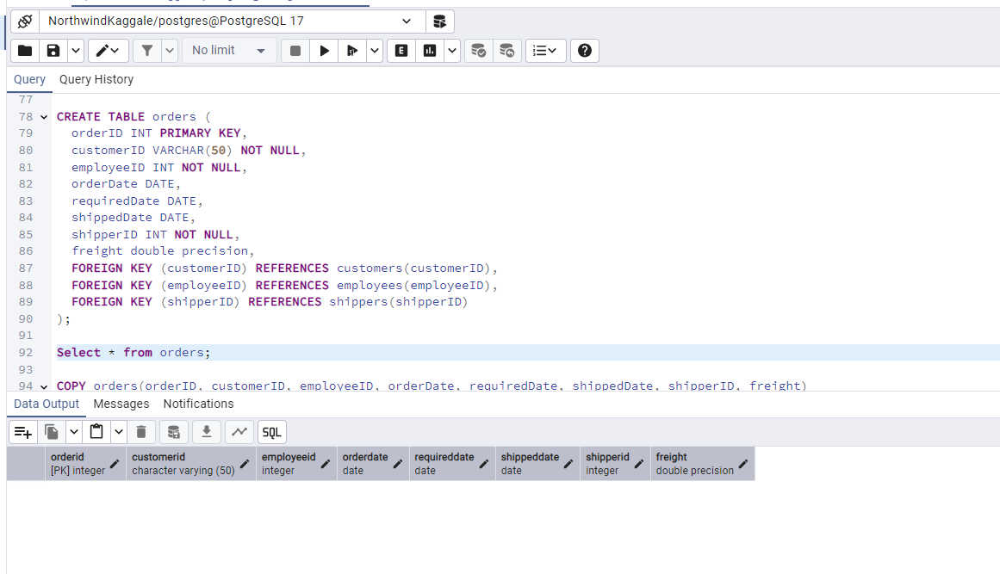 NorthwindKaggale/postgres@PostgreSQL 17
No limit
E
Query Query History
77
78 CREATE TABLE orders (
79 orderID INT PRIMARY KEY,
80 customerID VARCHAR(50) NOT NULL,
81 employeeID INT NOT NULL,
82 orderDate DATE,
83 requiredDate DATE,
84 shippedDate DATE,
85 shipperID INT NOT NULL,
86 freight double precision,
87 FOREIGN KEY (customerID) REFERENCES customers(customerID),
88 FOREIGN KEY (employeeID) REFERENCES employees(employeeID),
89 FOREIGN KEY (shipperID) REFERENCES shippers(shipperID)
90 );
91
92 Select * from orders;
93
94 COPY orders(orderID, customerID, employeeID, orderDate, requiredDate, shippedDate, shipperID, freight)
Data Output Messages Notifications
SQL
orderid customerid employeeid orderdate requireddate shippeddate shipperid freight
[PK] integer character varying (50) integer date date date integer double precision